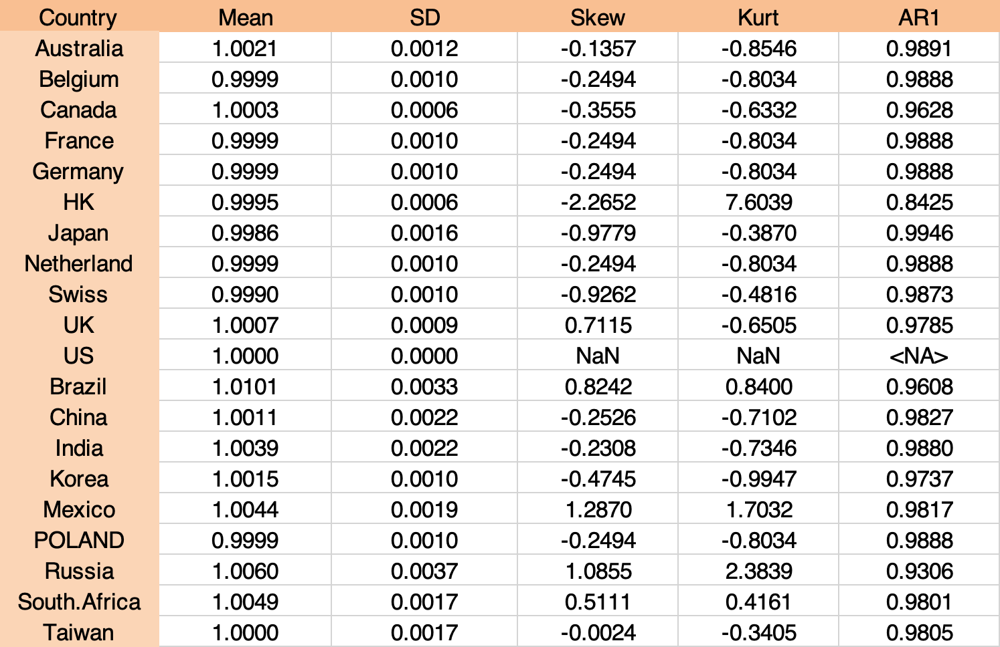 Country Mean SD Skew Kurt AR1
Australia 1.0021 0.0012 -0.1357 -0.8546 0.9891
Belgium 0.9999 0.0010 -0.2494 -0.8034 0.9888
Canada 1.0003 0.0006 -0.3555 -0.6332 0.9628
France 0.9999 0.0010 -0.2494 -0.8034 0.9888
Germany 0.9999 0.0010 -0.2494 -0.8034 0.9888
HK 0.9995 0.0006 -2.2652 7.6039 0.8425
Japan 0.9986 0.0016 -0.9779 -0.3870 0.9946
Netherland 0.9999 0.0010 -0.2494 -0.8034 0.9888
Swiss 0.9990 0.0010 -0.9262 -0.4816 0.9873
UK 1.0007 0.0009 0.7115 -0.6505 0.9785
US 1.0000 0.0000 NaN NaN <NA>
Brazil 1.0101 0.0033 0.8242 0.8400 0.9608
China 1.0011 0.0022 -0.2526 -0.7102 0.9827
India 1.0039 0.0022 -0.2308 -0.7346 0.9880
Korea 1.0015 0.0010 -0.4745 -0.9947 0.9737
Mexico 1.0044 0.0019 1.2870 1.7032 0.9817
POLAND 0.9999 0.0010 -0.2494 -0.8034 0.9888
Russia 1.0060 0.0037 1.0855 2.3839 0.9306
South.Africa 1.0049 0.0017 0.5111 0.4161 0.9801
Taiwan 1.0000 0.0017 -0.0024 -0.3405 0.9805